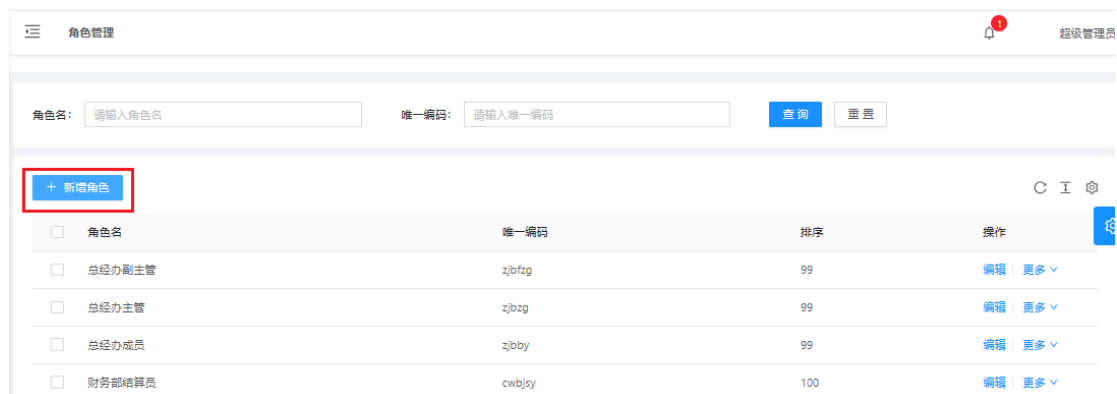 角色管理
1
超级管理员
角色名： 请输入角色名 唯一编码： 请输入唯一编码 查询 重置
+ 新增角色
角色名 唯一编码 排序 操作
总经办副主管 zjbfzg 99 编辑 更多
总经办主管 zjbzg 99 编辑 更多
总经办成员 zjbby 99 编辑 更多
财务部结算员 cwbjsy 100 编辑 更多